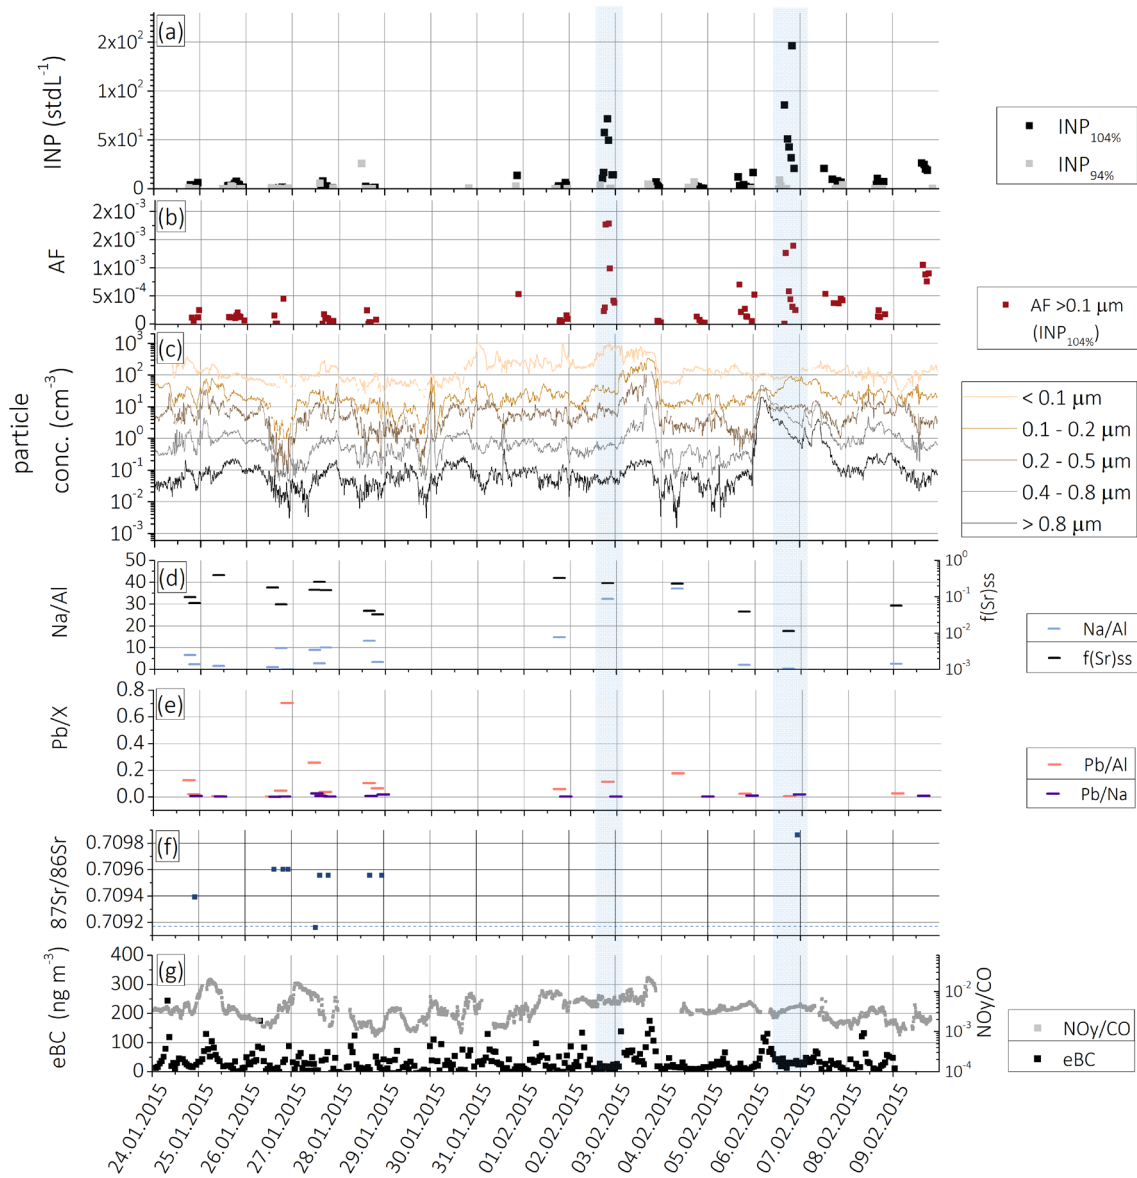 (a)
INP (stdL⁻¹)
2x10²
1x10²
5x10¹
0
INP₁₀₄%
INP₉₄%
(b)
AF
2x10⁻³
2x10⁻³
1x10⁻³
5x10⁻⁴
0
AF >0.1 μm
(INP₁₀₄%)
(c)
particle
conc. (cm⁻³)
10³
10²
10¹
10⁰
10⁻¹
10⁻²
10⁻³
< 0.1 μm
0.1 - 0.2 μm
0.2 - 0.5 μm
0.4 - 0.8 μm
> 0.8 μm
(d)
Na/Al
50
40
30
20
10
0
f(Sr)ss
10⁰
10⁻¹
10⁻²
10⁻³
Na/Al
f(Sr)ss
(e)
Pb/X
0.8
0.6
0.4
0.2
0.0
Pb/Al
Pb/Na
(f)
87Sr/86Sr
0.7098
0.7096
0.7094
0.7092
(g)
eBC (ng m⁻³)
400
300
200
100
0
NOy/CO
10⁻²
10⁻³
10⁻⁴
NOy/CO
eBC
24.01.2015
25.01.2015
26.01.2015
27.01.2015
28.01.2015
29.01.2015
30.01.2015
31.01.2015
01.02.2015
02.02.2015
03.02.2015
04.02.2015
05.02.2015
06.02.2015
07.02.2015
08.02.2015
09.02.2015